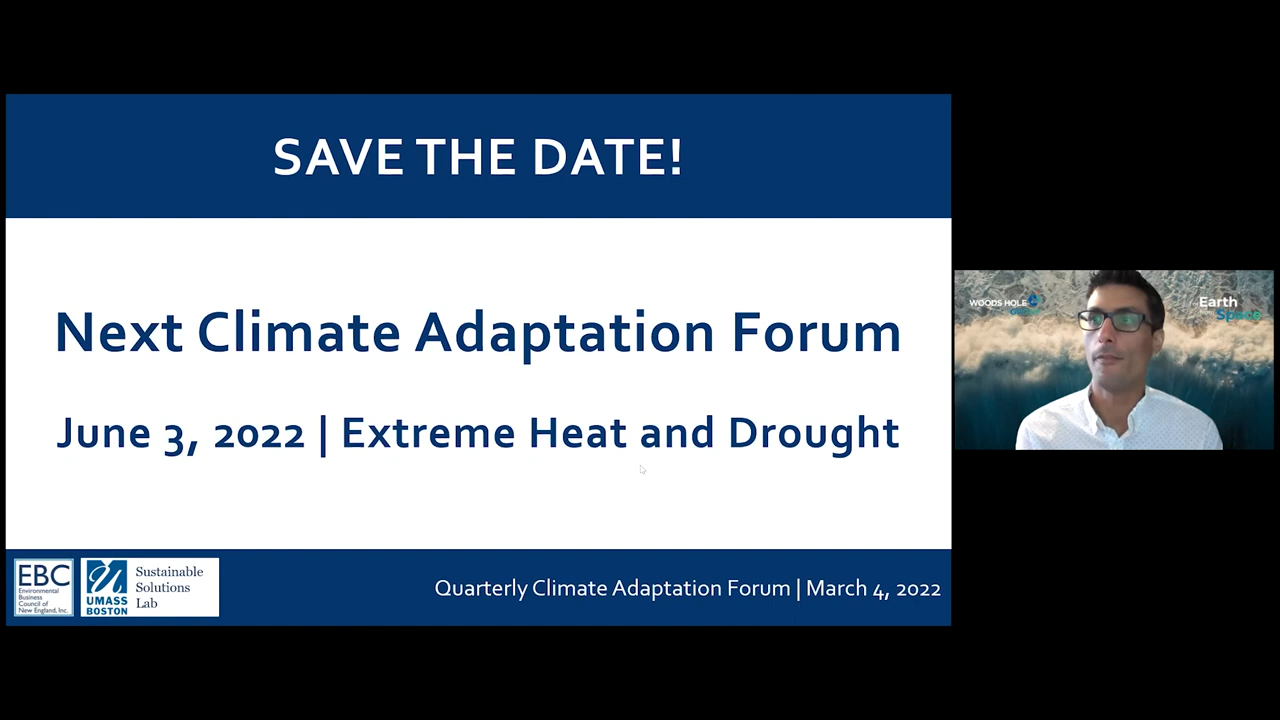 SAVE THE DATE!
Next Climate Adaptation Forum
June 3, 2022 | Extreme Heat and Drought
EBC
Environmental
Business
Council of
New England, Inc.
UMASS
BOSTON
Sustainable
Solutions
Lab
Quarterly Climate Adaptation Forum | March 4, 2022
WOODS HOLE
GROUP
Earth
Space